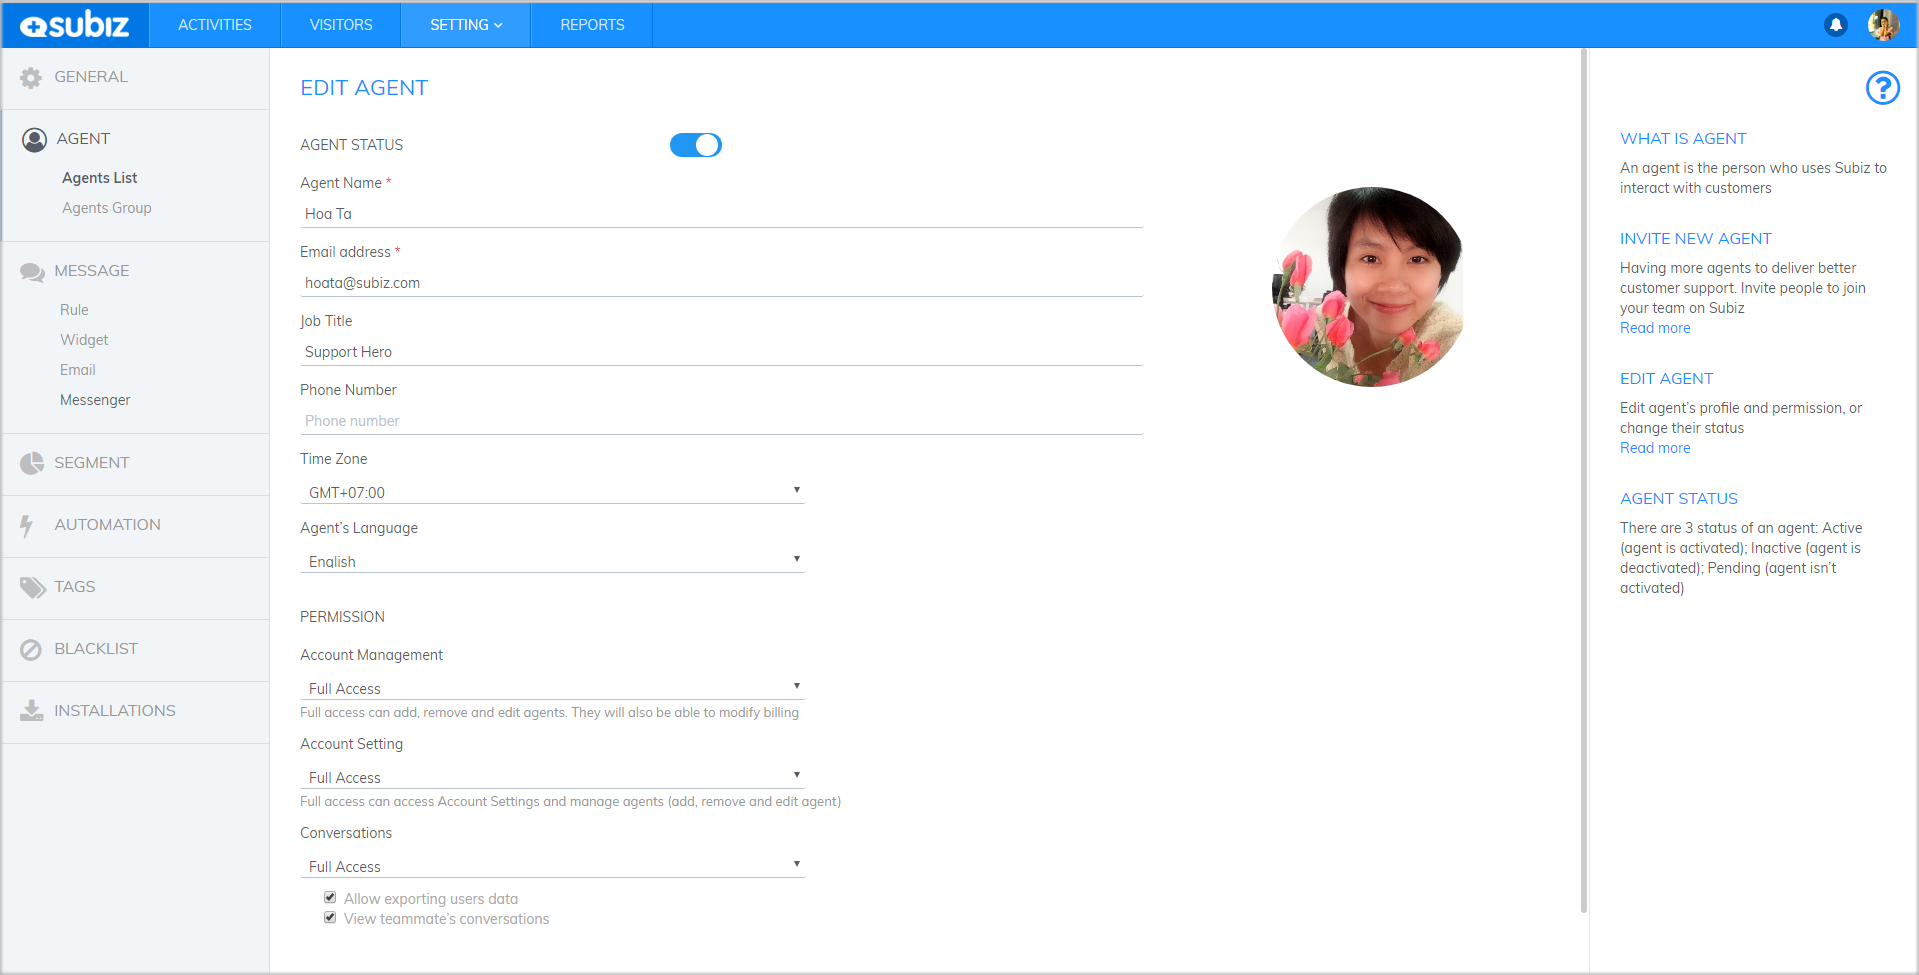 subiz
ACTIVITIES
VISITORS
SETTING
REPORTS
GENERAL
AGENT
Agents List
Agents Group
MESSAGE
Rule
Widget
Email
Messenger
SEGMENT
AUTOMATION
TAGS
BLACKLIST
INSTALLATIONS
EDIT AGENT
AGENT STATUS
Agent Name *
Hoa Ta
Email address *
hoata@subiz.com
Job Title
Support Hero
Phone Number
Phone number
Time Zone
GMT+07:00
Agent's Language
English
PERMISSION
Account Management
Full Access
Full access can add, remove and edit agents. They will also be able to modify billing
Account Setting
Full Access
Full access can access Account Settings and manage agents (add, remove and edit agent)
Conversations
Full Access
Allow exporting users data
View teammate's conversations
?
WHAT IS AGENT
An agent is the person who uses Subiz to
interact with customers
INVITE NEW AGENT
Having more agents to deliver better
customer support. Invite people to join
your team on Subiz
Read more
EDIT AGENT
Edit agent's profile and permission, or
change their status
Read more
AGENT STATUS
There are 3 status of an agent: Active
(agent is activated); Inactive (agent is
deactivated); Pending (agent isn't
activated)